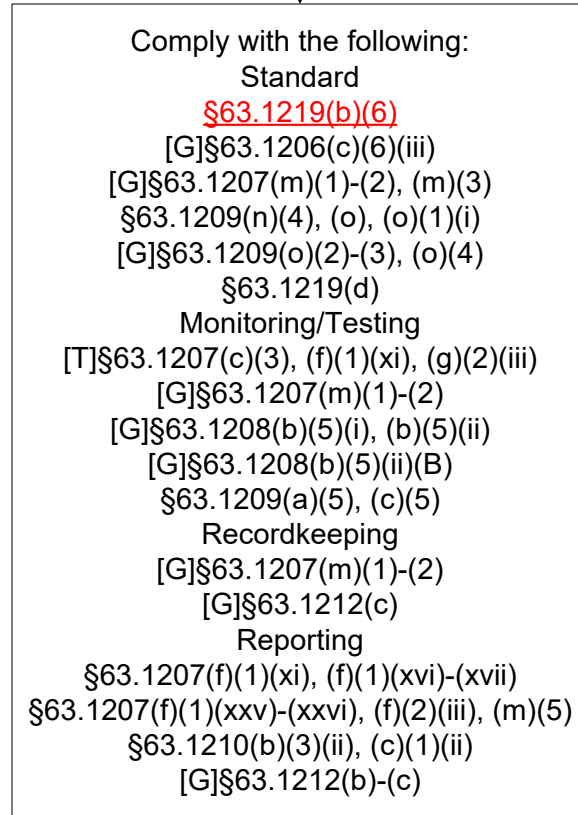 Comply with the following:
Standard
§63.1219(b)(6)
[G]§63.1206(c)(6)(iii)
[G]§63.1207(m)(1)-(2), (m)(3)
§63.1209(n)(4), (o), (o)(1)(i)
[G]§63.1209(o)(2)-(3), (o)(4)
§63.1219(d)
Monitoring/Testing
[T]§63.1207(c)(3), (f)(1)(xi), (g)(2)(iii)
[G]§63.1207(m)(1)-(2)
[G]§63.1208(b)(5)(i), (b)(5)(ii)
[G]§63.1208(b)(5)(ii)(B)
§63.1209(a)(5), (c)(5)
Recordkeeping
[G]§63.1207(m)(1)-(2)
[G]§63.1212(c)
Reporting
§63.1207(f)(1)(xi), (f)(1)(xvi)-(xvii)
§63.1207(f)(1)(xxv)-(xxvi), (f)(2)(iii), (m)(5)
§63.1210(b)(3)(ii), (c)(1)(ii)
[G]§63.1212(b)-(c)